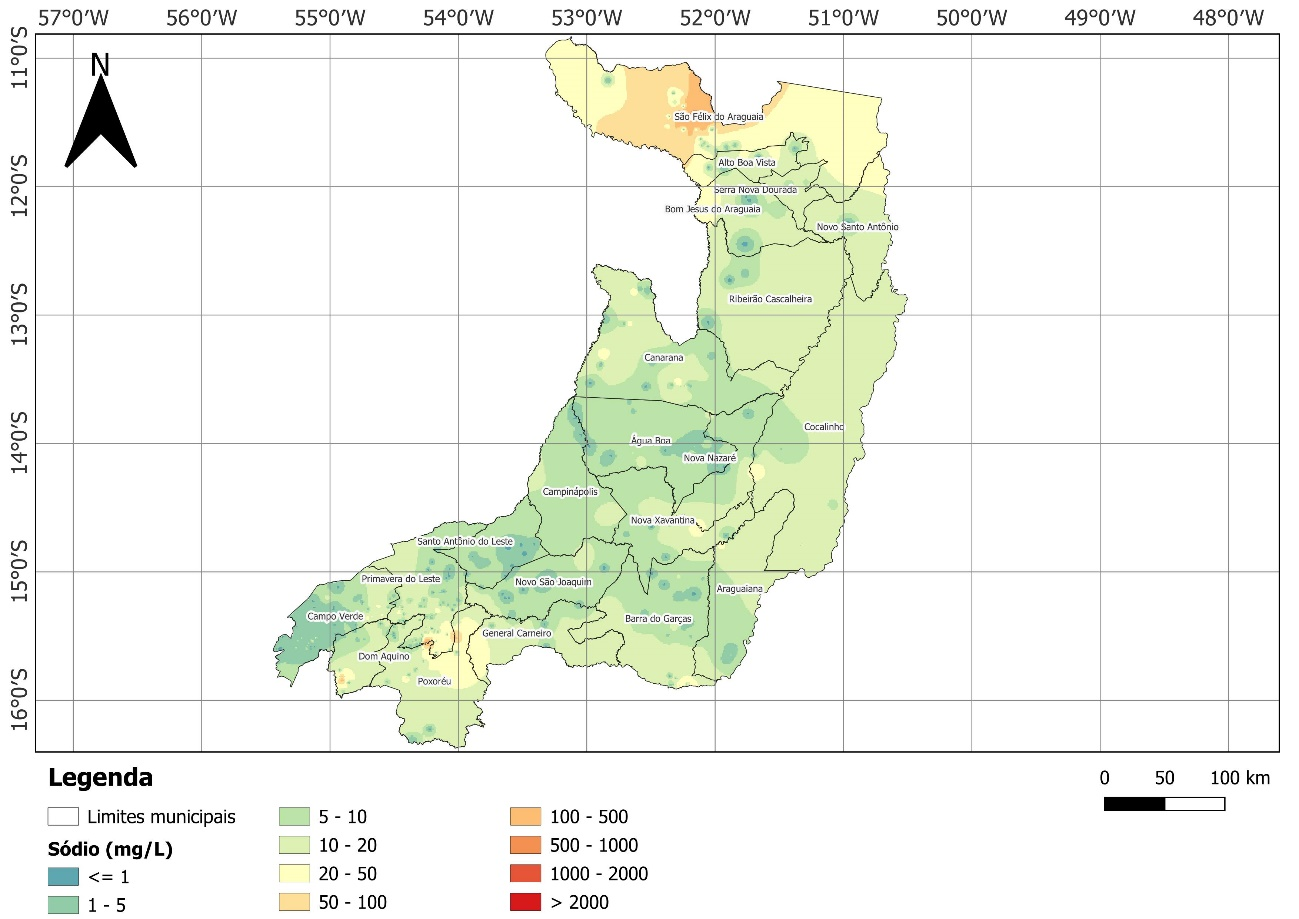 57°0'W 56°0'W 55°0'W 54°0'W 53°0'W 52°0'W 51°0'W 50°0'W 49°0'W 48°0'W
11°0'S
N
São Félix do Araguaia
Alto Boa Vista
12°0'S
Serra Nova Dourada
Bom Jesus do Araguaia
Novo Santo Antônio
Ribeirão Cascalheira
13°0'S
Canarana
Cocalinho
14°0'S
Água Boa
Nova Nazaré
Campinápolis
Nova Xavantina
Santo Antônio do Leste
15°0'S
Primavera do Leste
Novo São Joaquim
Araguaiana
Campo Verde
Barra do Garças
General Carneiro
Dom Aquino
Poxoréu
16°0'S
Legenda
Limites municipais
Sódio (mg/L)
<= 1
1 - 5
5 - 10
10 - 20
20 - 50
50 - 100
100 - 500
500 - 1000
1000 - 2000
> 2000
0 50 100 km